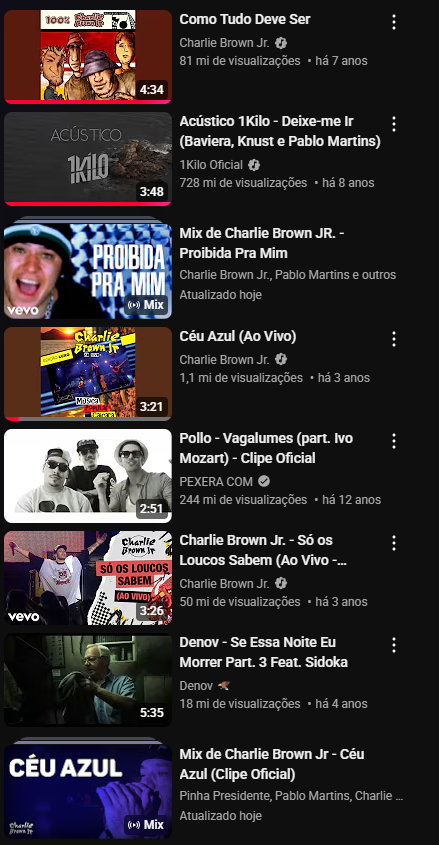 100% Charlie Brown Jr
4:34
Como Tudo Deve Ser
Charlie Brown Jr.
81 mi de visualizações • há 7 anos
ACÚSTICO
1KILO
3:48
Acústico 1Kilo - Deixe-me Ir
(Baviera, Knust e Pablo Martins)
1Kilo Oficial
728 mi de visualizações • há 8 anos
PROIBIDA
PRA MIM
vevo
Mix
Mix de Charlie Brown JR. -
Proibida Pra Mim
Charlie Brown Jr., Pablo Martins e outros
Atualizado hoje
Charlie
Brown Jr
Música
Popular
Caiçara
3:21
Céu Azul (Ao Vivo)
Charlie Brown Jr.
1,1 mi de visualizações • há 3 anos
2:51
Pollo - Vagalumes (part. Ivo
Mozart) - Clipe Oficial
PEXERA COM
244 mi de visualizações • há 12 anos
Charlie
Brown Jr
SÓ OS LOUCOS
SABEM
(AO VIVO)
vevo
3:26
Charlie Brown Jr. - Só os
Loucos Sabem (Ao Vivo -...
Charlie Brown Jr.
50 mi de visualizações • há 3 anos
5:35
Denov - Se Essa Noite Eu
Morrer Part. 3 Feat. Sidoka
Denov
18 mi de visualizações • há 4 anos
CÉU AZUL
Charlie
Brown Jr
Mix
Mix de Charlie Brown Jr - Céu
Azul (Clipe Oficial)
Pinha Presidente, Pablo Martins, Charlie ...
Atualizado hoje